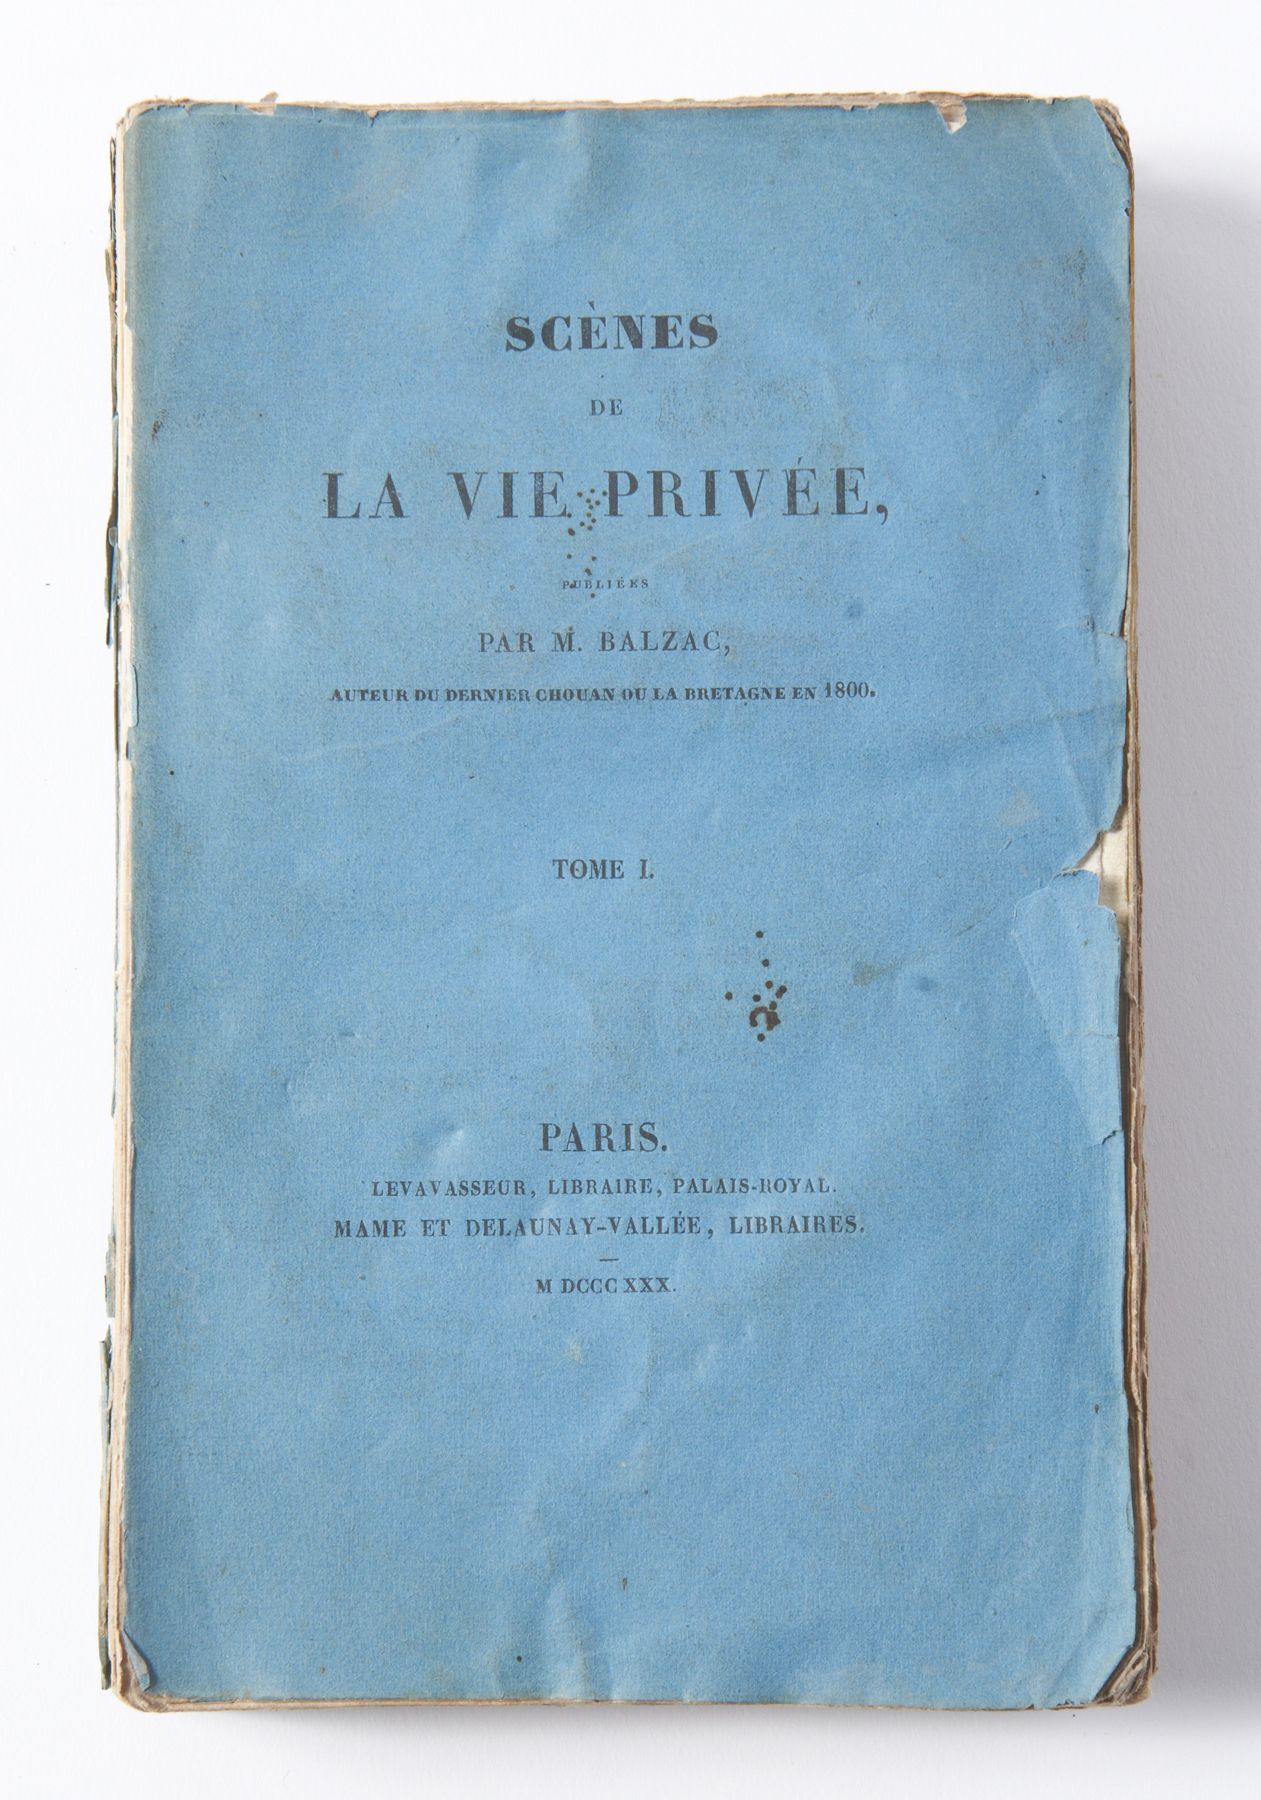 SCÈNES
DE
LA VIE PRIVÉE,
PUBLIÉES
PAR M. BALZAC,
AUTEUR DU DERNIER CHOUAN OU LA BRETAGNE EN 1800.
TOME I.
PARIS.
LEVAVASSEUR, LIBRAIRE, PALAIS-ROYAL.
MAME ET DELAUNAY-VALLÉE, LIBRAIRES.
M DCCC XXX.